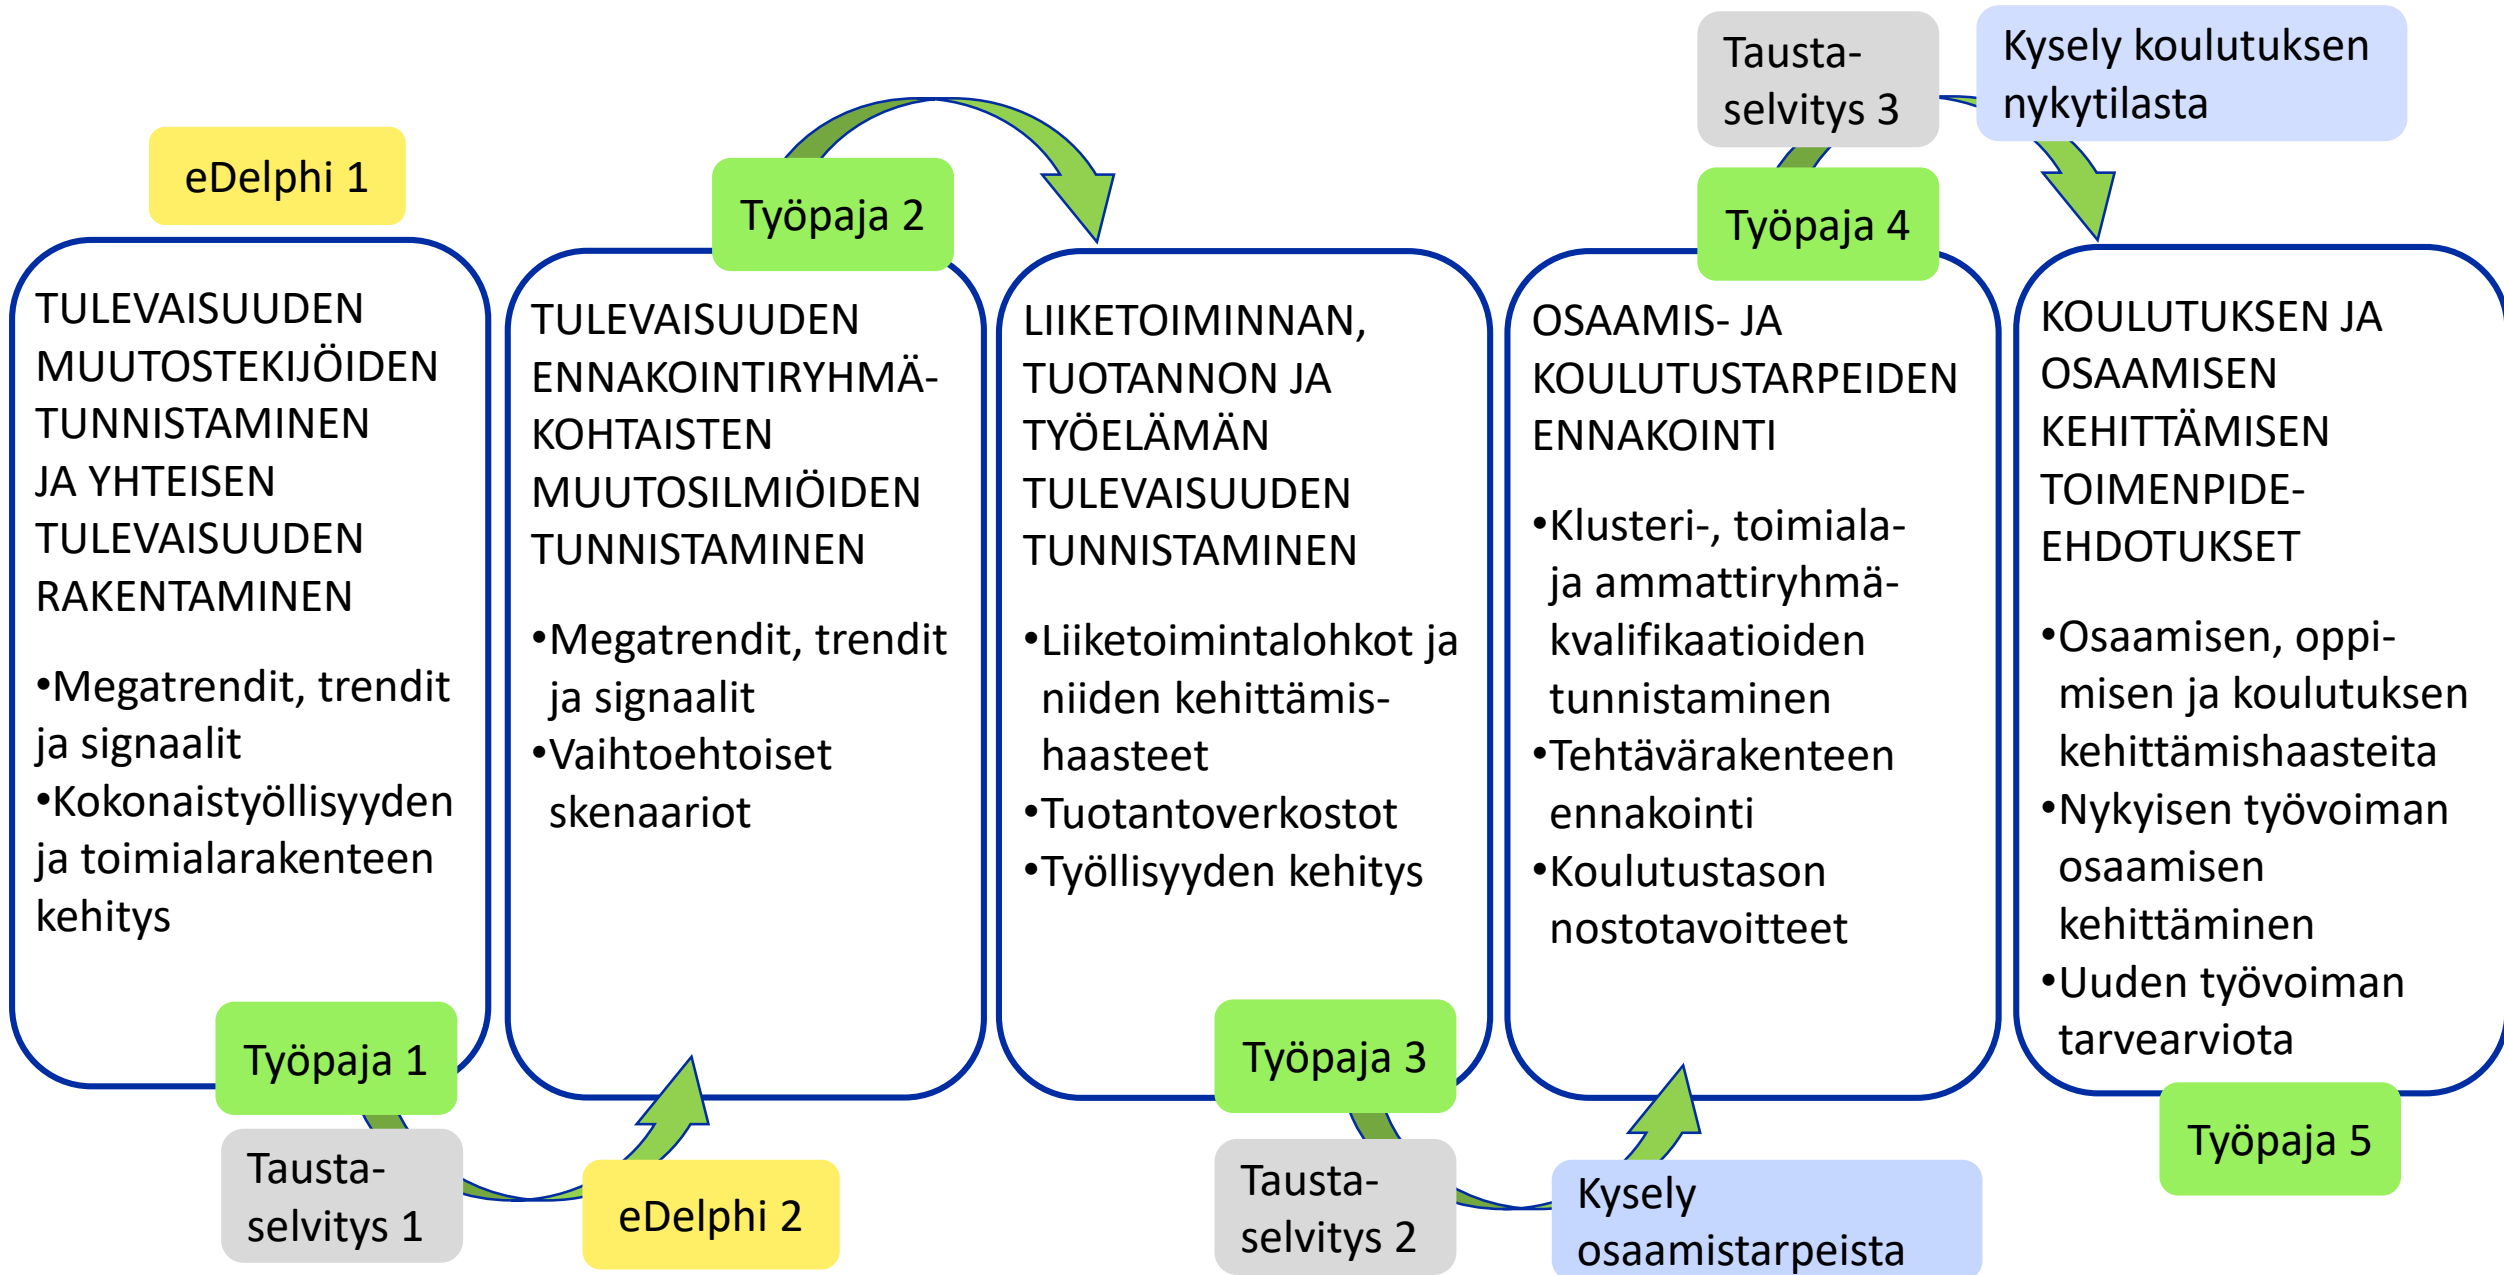 eDelphi 1
TULEVAISUUDEN
MUUTOSTEKIJÖIDEN
TUNNISTAMINEN
JA YHTEISEN
TULEVAISUUDEN
RAKENTAMINEN
•Megatrendit, trendit
ja signaalit
•Kokonaistyöllisyyden
ja toimialarakenteen
kehitys
Työpaja 1
Tausta-
selvitys 1
eDelphi 2
Työpaja 2
TULEVAISUUDEN
ENNAKOINTIRYHMÄ-
KOHTAISTEN
MUUTOSILMIÖIDEN
TUNNISTAMINEN
•Megatrendit, trendit
ja signaalit
•Vaihtoehtoiset
skenaariot
LIIKETOIMINNAN,
TUOTANNON JA
TYÖELÄMÄN
TULEVAISUUDEN
TUNNISTAMINEN
•Liiketoimintalohkot ja
niiden kehittämis-
haasteet
•Tuotantoverkostot
•Työllisyyden kehitys
Työpaja 3
Tausta-
selvitys 2
Kysely
osaamistarpeista
Tausta-
selvitys 3
Työpaja 4
OSAAMIS- JA
KOULUTUSTARPEIDEN
ENNAKOINTI
•Klusteri-, toimiala-
ja ammattiryhmä-
kvalifikaatioiden
tunnistaminen
•Tehtävärakenteen
ennakointi
•Koulutustason
nostotavoitteet
Kysely koulutuksen
nykytilasta
KOULUTUKSEN JA
OSAAMISEN
KEHITTÄMISEN
TOIMENPIDE-
EHDOTUKSET
•Osaamisen, oppi-
misen ja koulutuksen
kehittämishaasteita
•Nykyisen työvoiman
osaamisen
kehittäminen
•Uuden työvoiman
tarvearviota
Työpaja 5